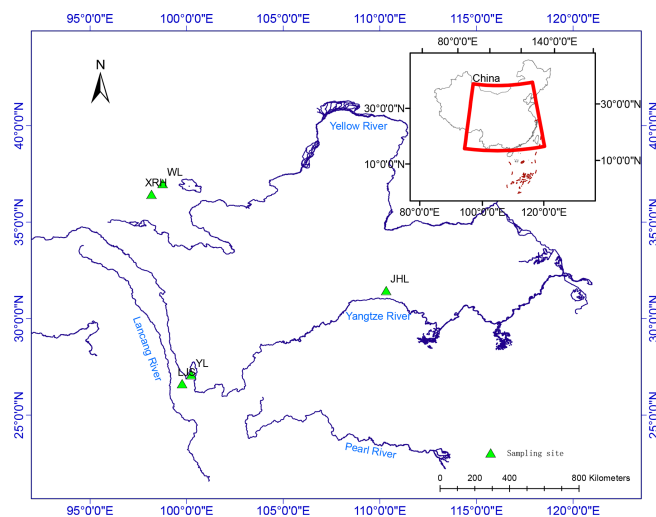 95°0'0"E 100°0'0"E 105°0'0"E 110°0'0"E 115°0'0"E 120°0'0"E
80°0'0"E 140°0'0"E
N
China
30°0'0"N 30°0'0"N
10°0'0"N 10°0'0"N
80°0'0"E 100°0'0"E 120°0'0"E
40°0'0"N 40°0'0"N
Yellow River
WL
XRH
35°0'0"N 35°0'0"N
JHL
Yangtze River
30°0'0"N 30°0'0"N
Lancang River
YL
LJS
25°0'0"N 25°0'0"N
Pearl River
Sampling site
0 200 400 800 Kilometers
95°0'0"E 100°0'0"E 105°0'0"E 110°0'0"E 115°0'0"E 120°0'0"E